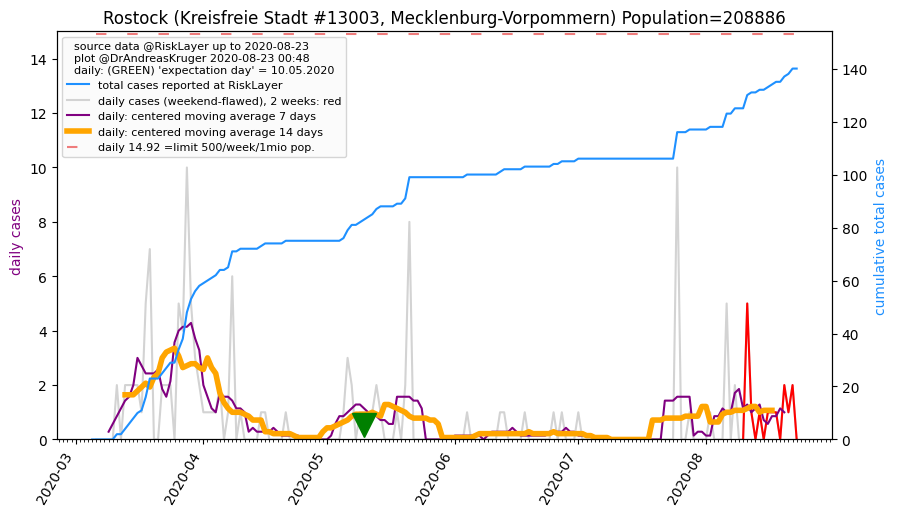 Rostock (Kreisfreie Stadt #13003, Mecklenburg-Vorpommern) Population=208886
source data @RiskLayer up to 2020-08-23
plot @DrAndreasKruger 2020-08-23 00:48
daily: (GREEN) 'expectation day' = 10.05.2020
total cases reported at RiskLayer
daily cases (weekend-flawed), 2 weeks: red
daily: centered moving average 7 days
daily: centered moving average 14 days
daily 14.92 =limit 500/week/1mio pop.
daily cases
14
12
10
8
6
4
2
0
cumulative total cases
140
120
100
80
60
40
20
0
2020-03
2020-04
2020-05
2020-06
2020-07
2020-08